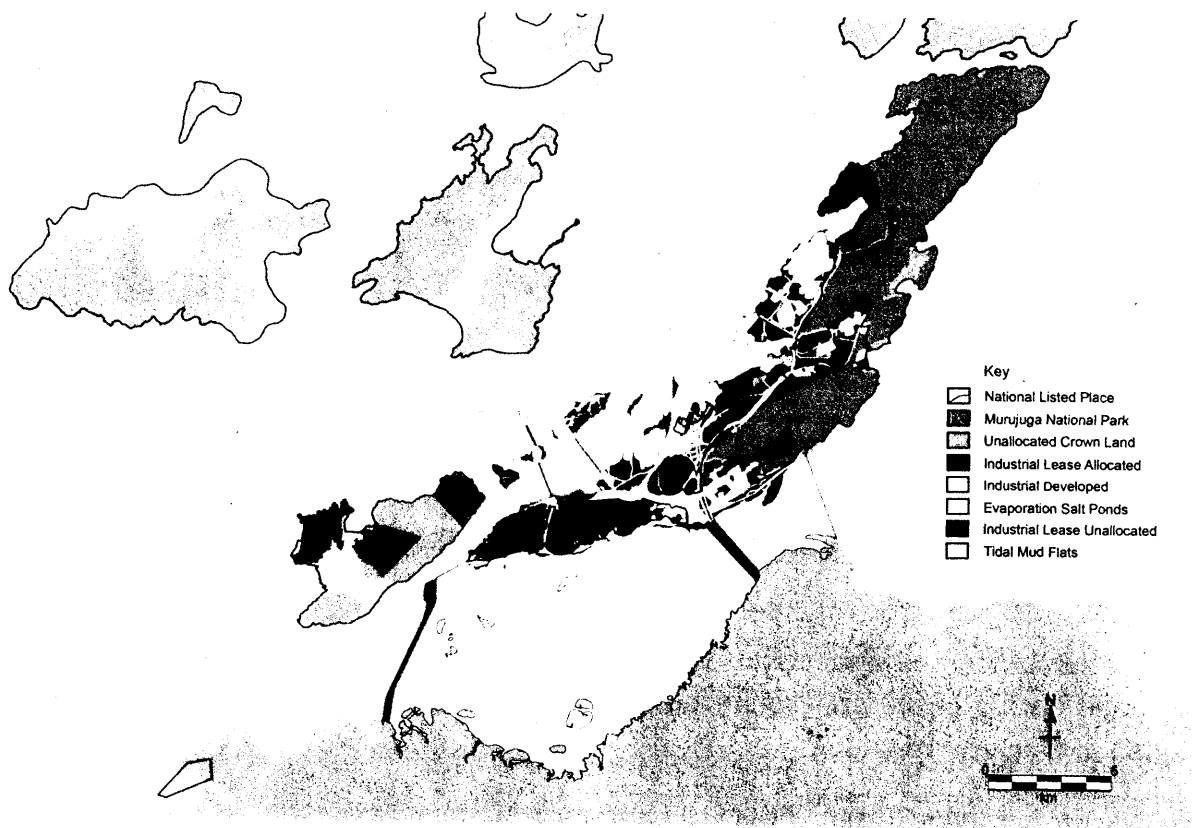 Key
National Listed Place
Murujuga National Park
Unallocated Crown Land
Industrial Lease Allocated
Industrial Developed
Evaporation Salt Ponds
Industrial Lease Unallocated
Tidal Mud Flats
N
0
km